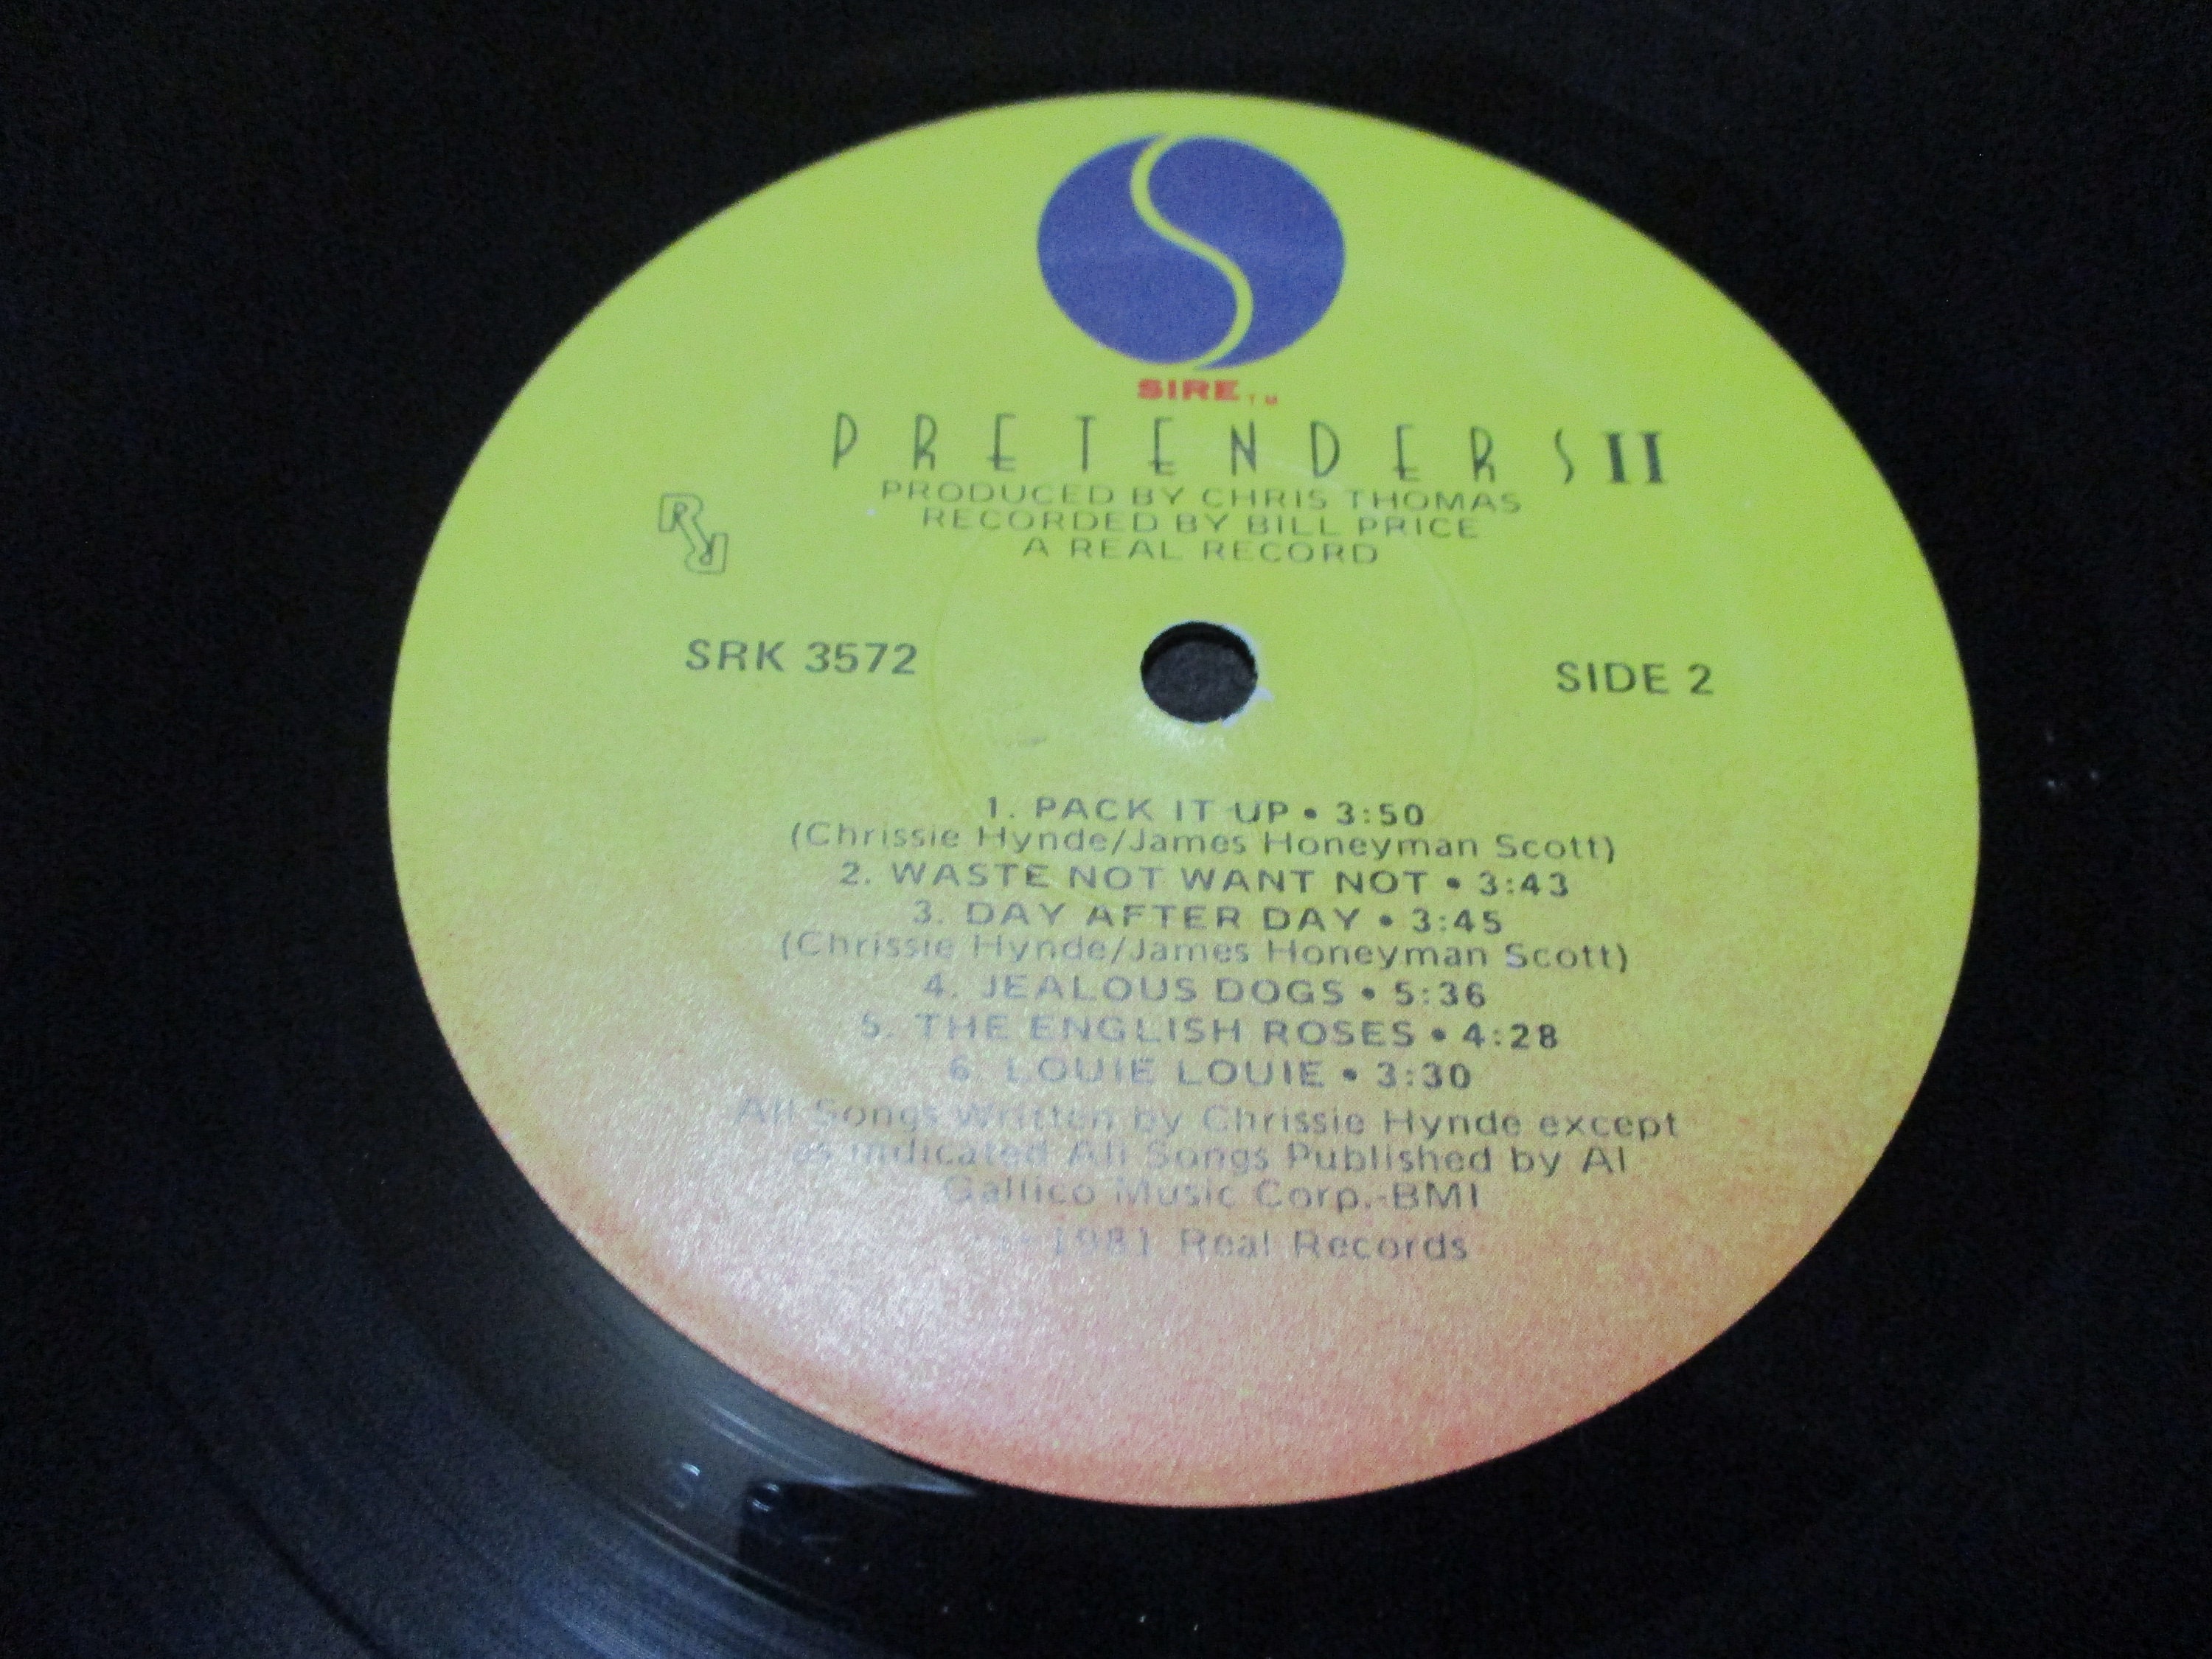 SIRE TM
PRETENDERS II
PRODUCED BY CHRIS THOMAS
RECORDED BY BILL PRICE
A REAL RECORD
SRK 3572
SIDE 2
1. PACK IT UP • 3:50
(Chrissie Hynde/James Honeyman Scott)
2. WASTE NOT WANT NOT • 3:43
3. DAY AFTER DAY • 3:45
(Chrissie Hynde/James Honeyman Scott)
4. JEALOUS DOGS • 5:36
5. THE ENGLISH ROSES • 4:28
6. LOUIE LOUIE • 3:30
All Songs Written by Chrissie Hynde except
as indicated All Songs Published by Al
Gallico Music Corp.-BMI
1981 Real Records